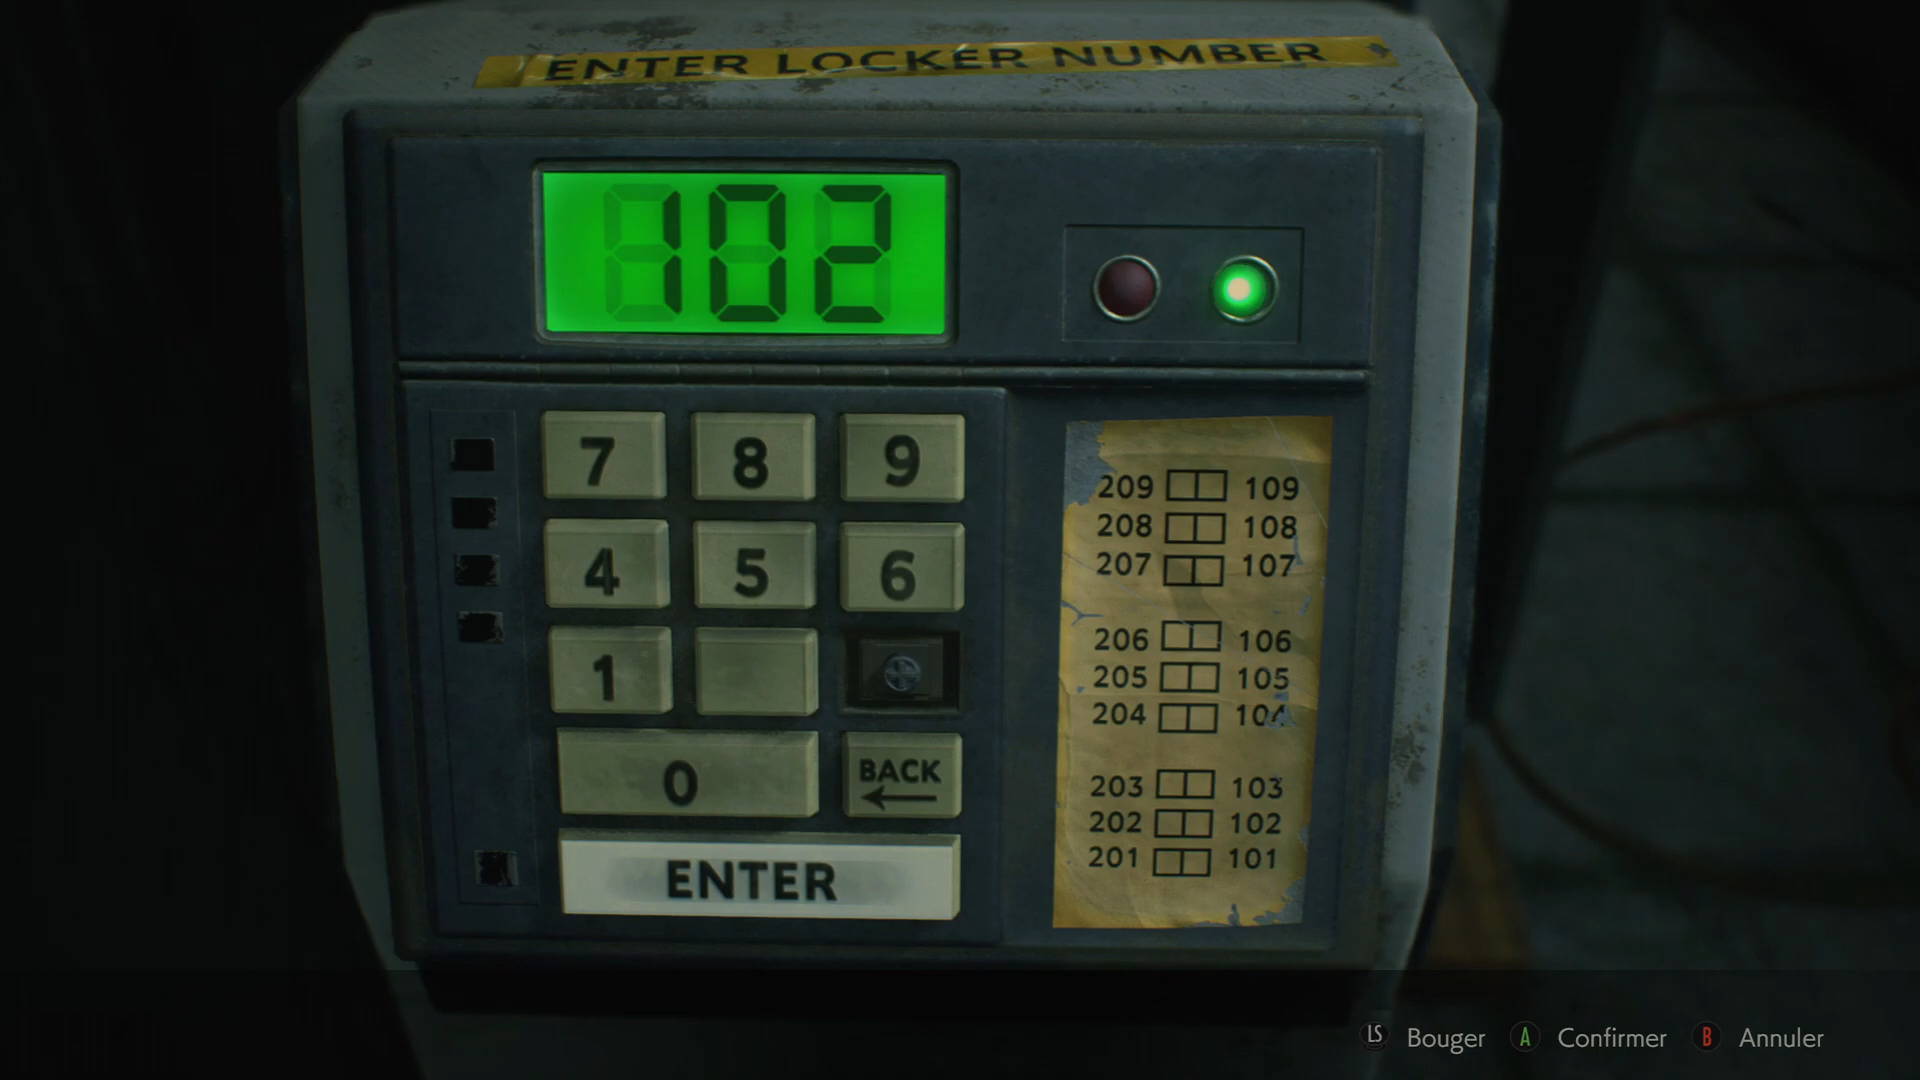 ENTER LOCKER NUMBER
102
7 8 9
4 5 6
1
0 BACK
ENTER
209 109
208 108
207 107
206 106
205 105
204 104
203 103
202 102
201 101
LS Bouger A Confirmer B Annuler